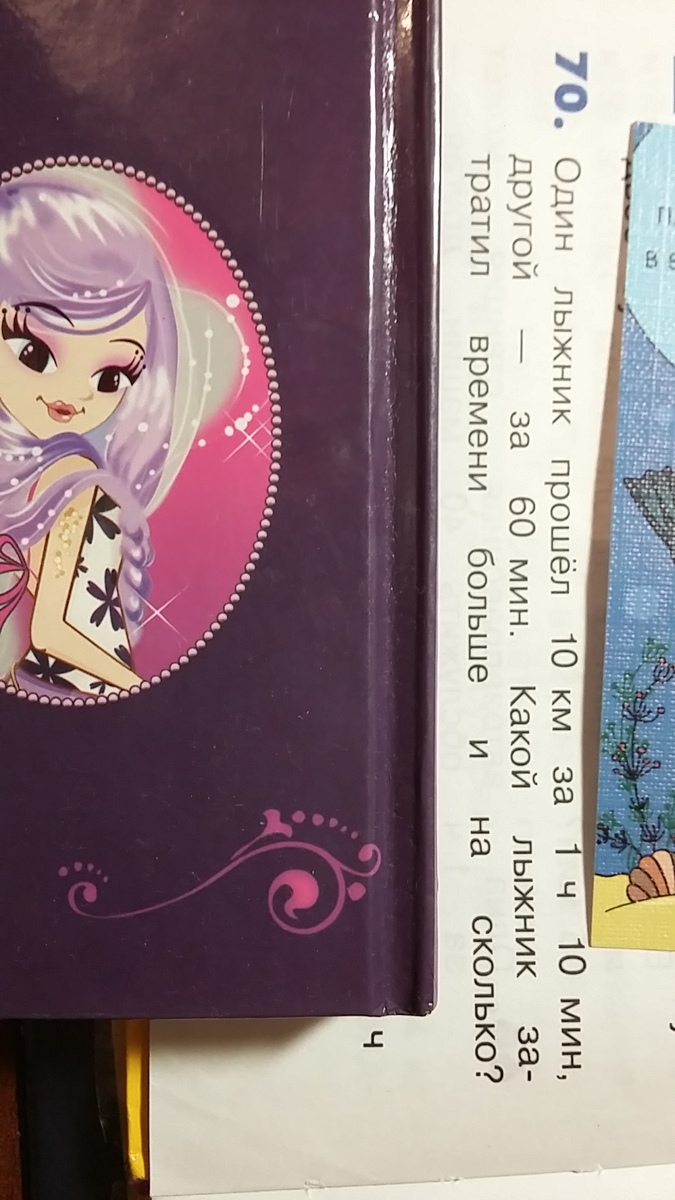 70. Один лыжник прошёл 10 км за 1 ч 10 мин,
другой — за 60 мин. Какой лыжник за-
тратил времени больше и на сколько?
ч